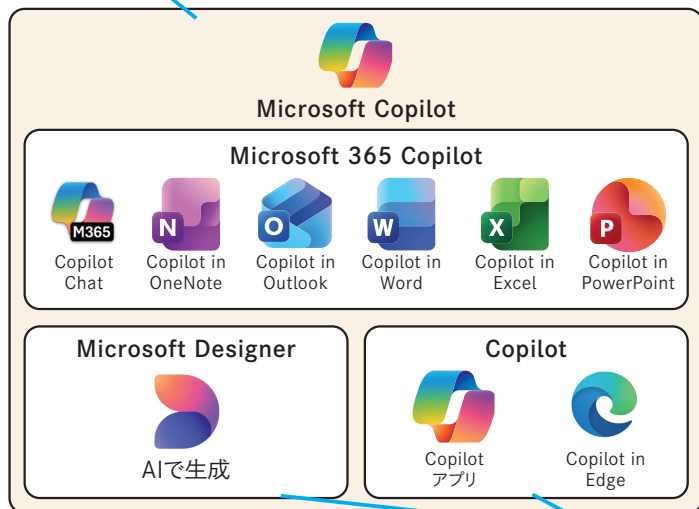 Microsoft Copilot
Microsoft 365 Copilot
M365
N
O
W
X
P
Copilot Chat
Copilot in OneNote
Copilot in Outlook
Copilot in Word
Copilot in Excel
Copilot in PowerPoint
Microsoft Designer
AIで生成
Copilot
Copilot アプリ
Copilot in Edge